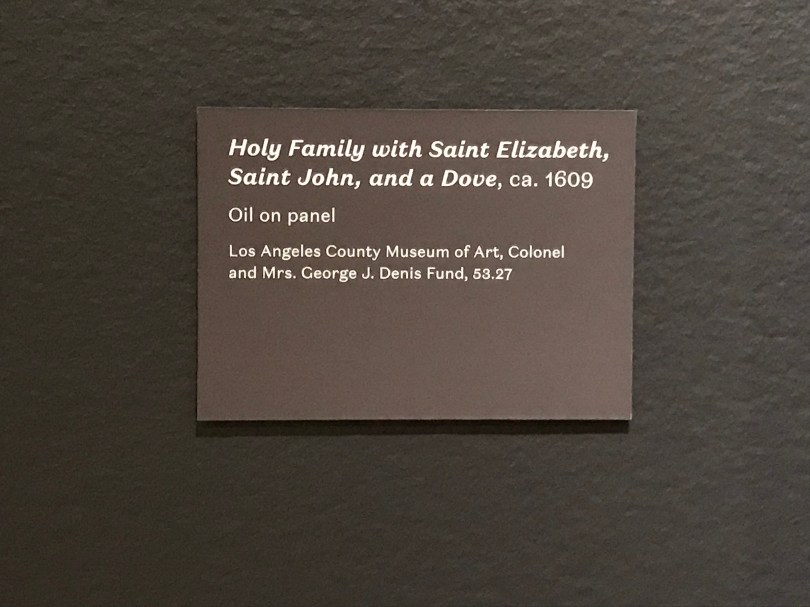 Holy Family with Saint Elizabeth,
Saint John, and a Dove, ca. 1609
Oil on panel
Los Angeles County Museum of Art, Colonel
and Mrs. George J. Denis Fund, 53.27